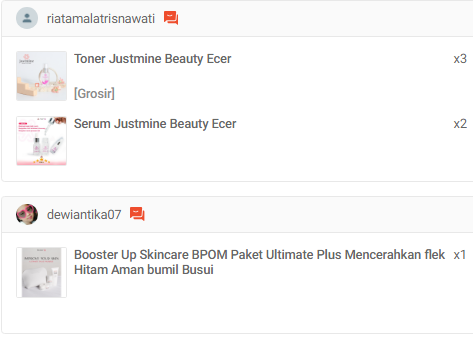 riatamalatrisnawati
Toner Justmine Beauty Ecer x3
[Grosir]
Serum Justmine Beauty Ecer x2
dewiantika07
Booster Up Skincare BPOM Paket Ultimate Plus Mencerahkan flek x1
Hitam Aman bumil Busui